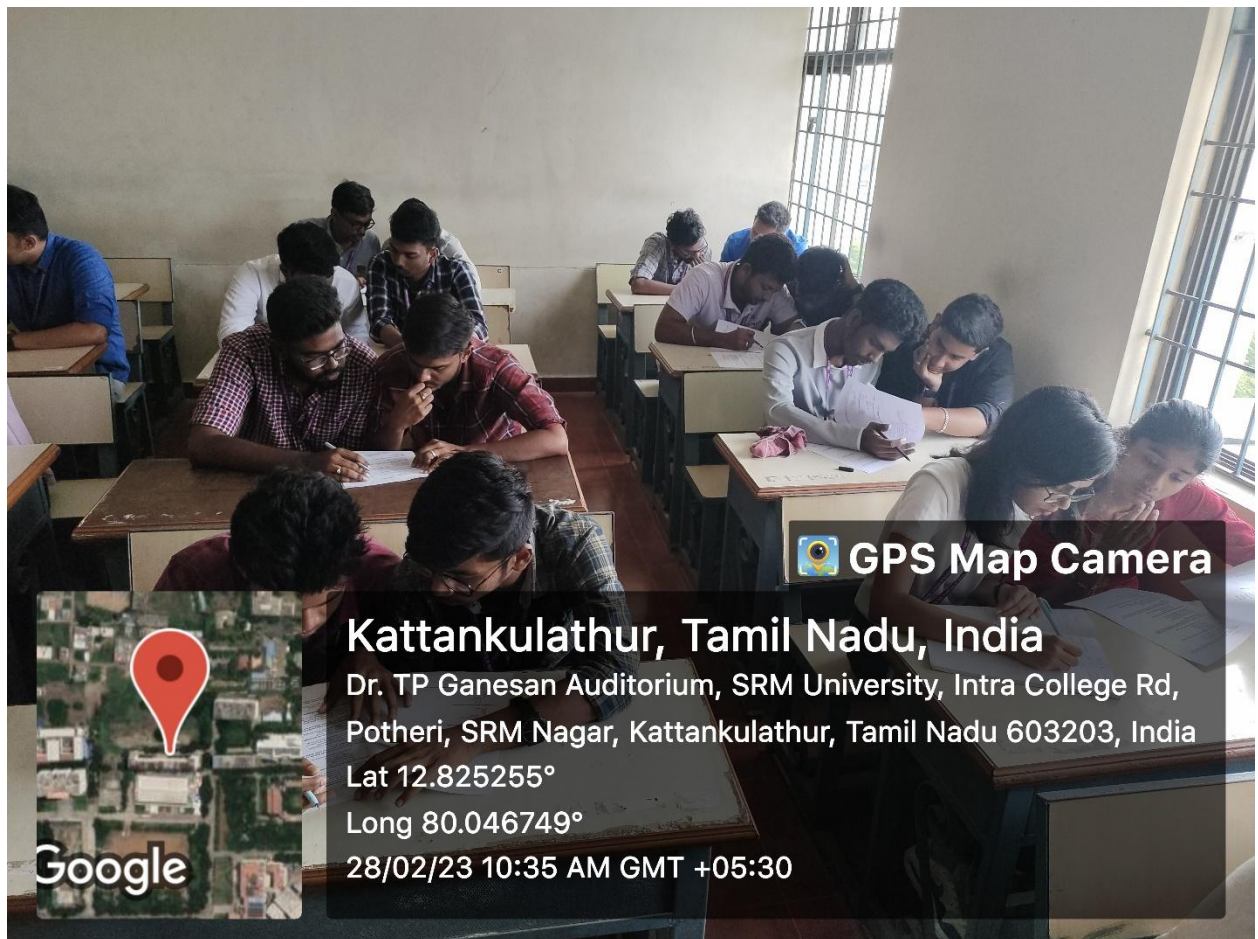 GPS Map Camera
Kattankulathur, Tamil Nadu, India
Dr. TP Ganesan Auditorium, SRM University, Intra College Rd,
Potheri, SRM Nagar, Kattankulathur, Tamil Nadu 603203, India
Lat 12.825255°
Long 80.046749°
28/02/23 10:35 AM GMT +05:30
Google